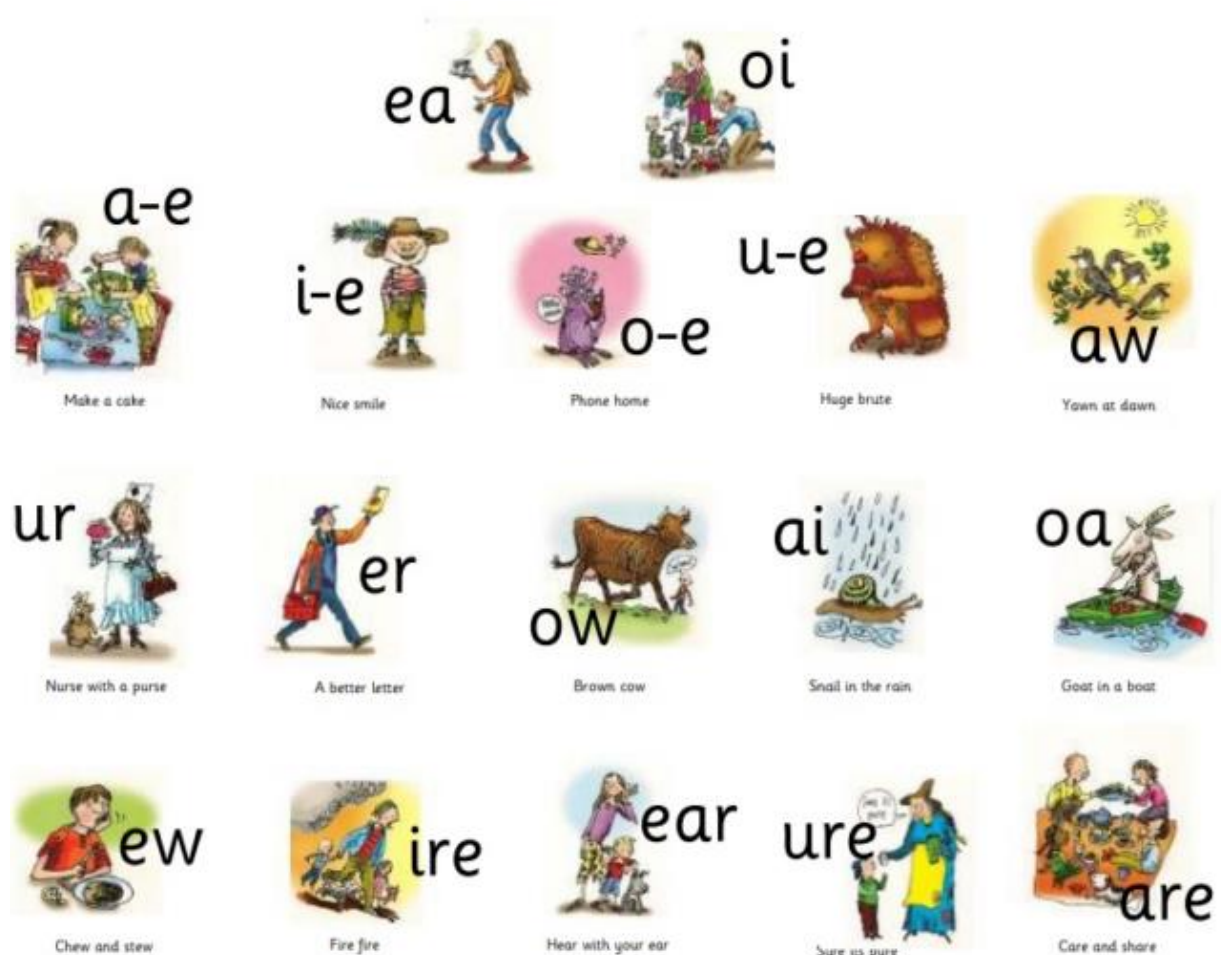 ea
oi
a-e
i-e
o-e
u-e
aw
Make a cake
Nice smile
Phone home
Huge brute
Yawn at dawn
ur
er
ow
ai
oa
Nurse with a purse
A better letter
Brown cow
Snail in the rain
Goat in a boat
ew
ire
ear
ure
are
Chew and stew
Fire fire
Hear with your ear
Sure its pure
Care and share